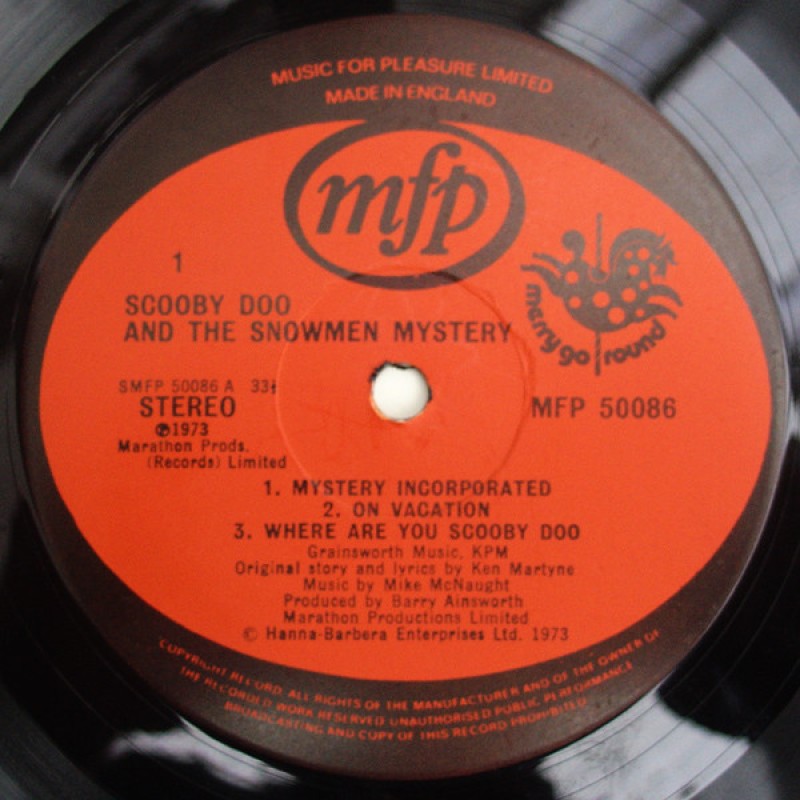 MUSIC FOR PLEASURE LIMITED
MADE IN ENGLAND
mfp
1
merry go round
SCOOBY DOO
AND THE SNOWMEN MYSTERY
SMFP 50086 A 33⅓
STEREO
MFP 50086
℗1973
Marathon Prods.
(Records) Limited
1. MYSTERY INCORPORATED
2. ON VACATION
3. WHERE ARE YOU SCOOBY DOO
Grainsworth Music, KPM
Original story and lyrics by Ken Martyne
Music by Mike McNaught
Produced by Barry Ainsworth
Marathon Productions Limited
© Hanna-Barbera Enterprises Ltd. 1973
COPYRIGHT RECORD. ALL RIGHTS OF THE MANUFACTURER AND OF THE OWNER OF
THE RECORDED WORK RESERVED UNAUTHORISED PUBLIC PERFORMANCE
BROADCASTING AND COPY OF THIS RECORD PROHIBITED